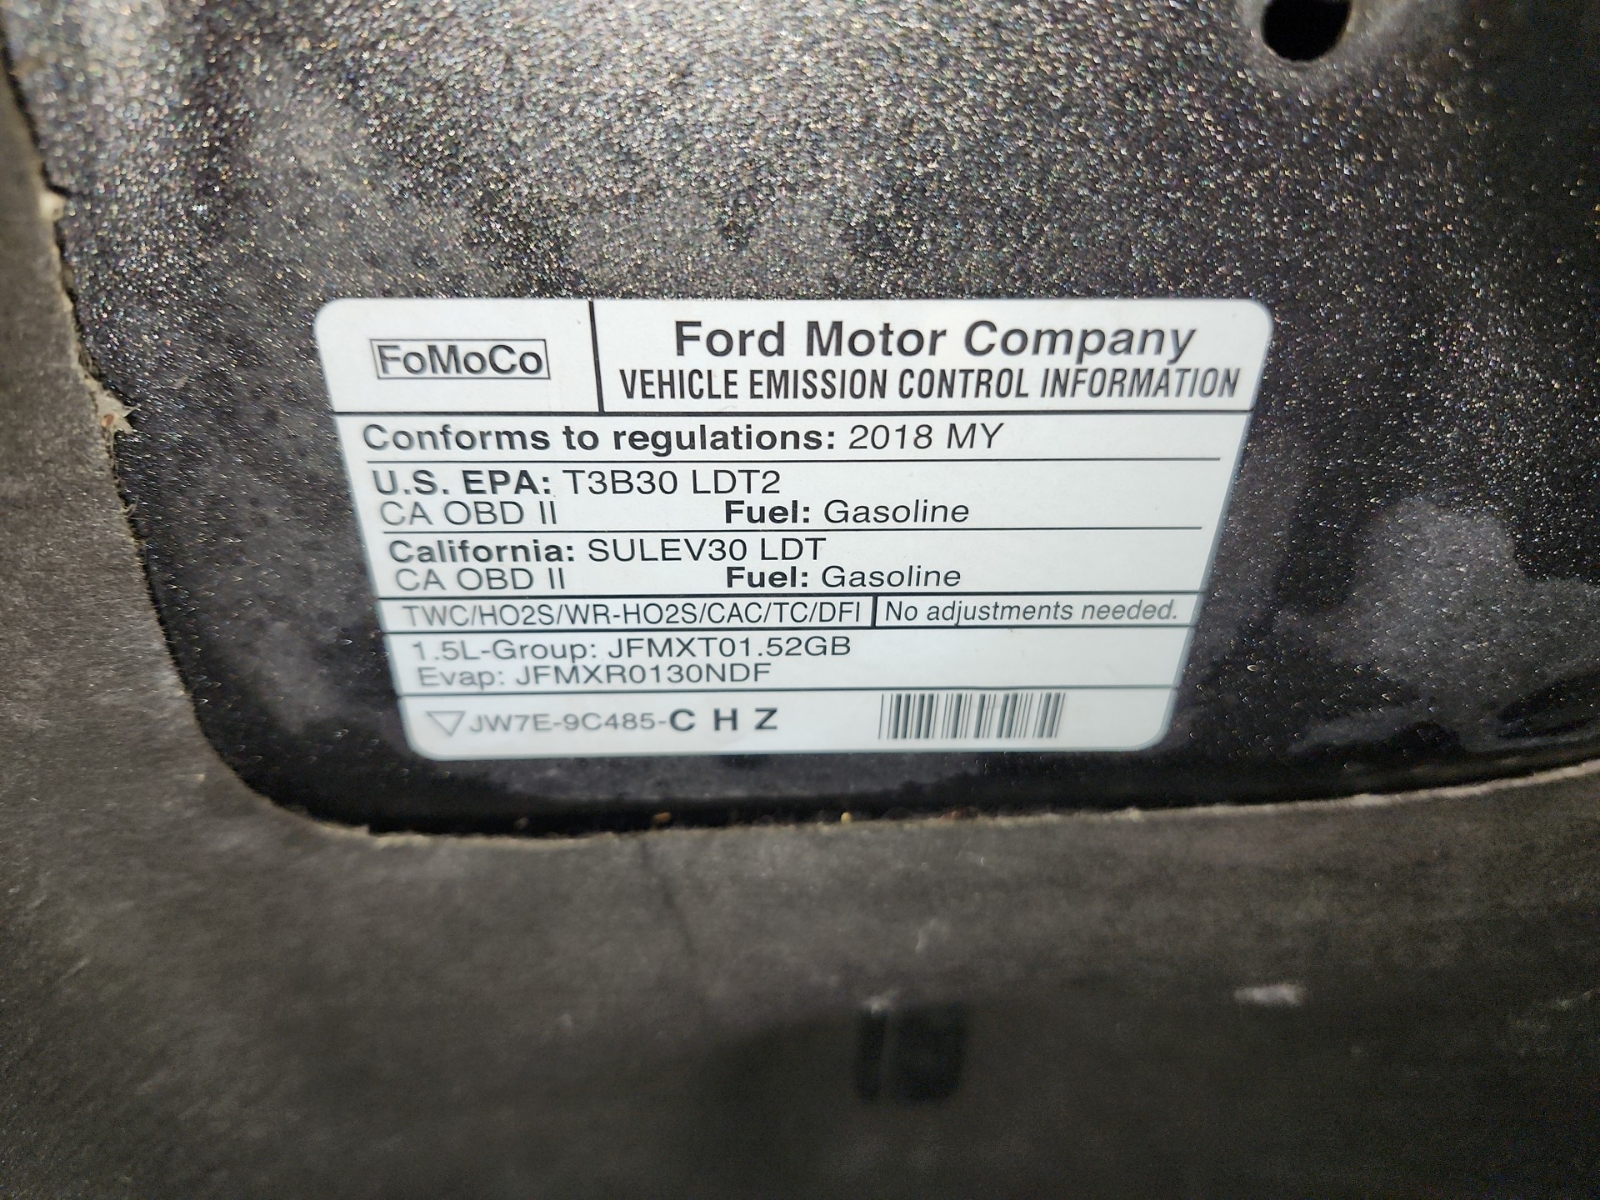 FoMoCo
Ford Motor Company
VEHICLE EMISSION CONTROL INFORMATION
Conforms to regulations: 2018 MY
U.S. EPA: T3B30 LDT2
CA OBD II Fuel: Gasoline
California: SULEV30 LDT
CA OBD II Fuel: Gasoline
TWC/HO2S/WR-HO2S/CAC/TC/DFI No adjustments needed.
1.5L-Group: JFMXT01.52GB
Evap: JFMXR0130NDF
JW7E-9C485-C H Z